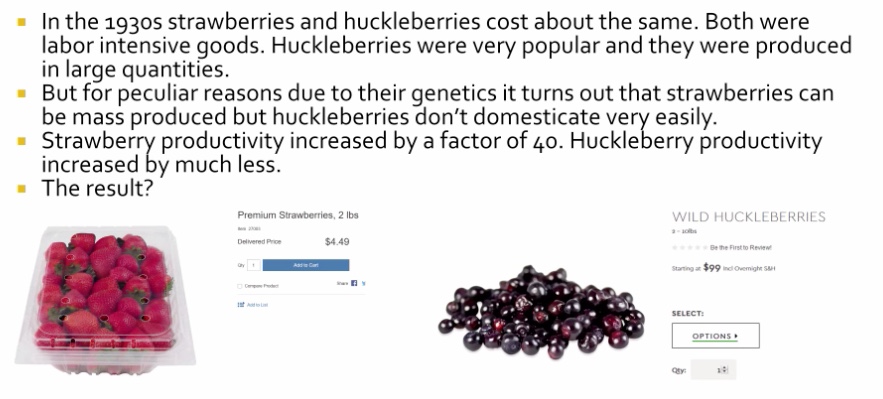 In the 1930s strawberries and huckleberries cost about the same. Both were
labor intensive goods. Huckleberries were very popular and they were produced
in large quantities.
But for peculiar reasons due to their genetics it turns out that strawberries can
be mass produced but huckleberries don't domesticate very easily.
Strawberry productivity increased by a factor of 40. Huckleberry productivity
increased by much less.
The result?
Premium Strawberries, 2 lbs
Item
Delivered Price $4.49
Qty 1 Add to Cart
Compare Product Share
Add to List
WILD HUCKLEBERRIES
Be the First to Review!
Starting at $99 Incl Overnight S&H
SELECT:
OPTIONS
Qty: 1